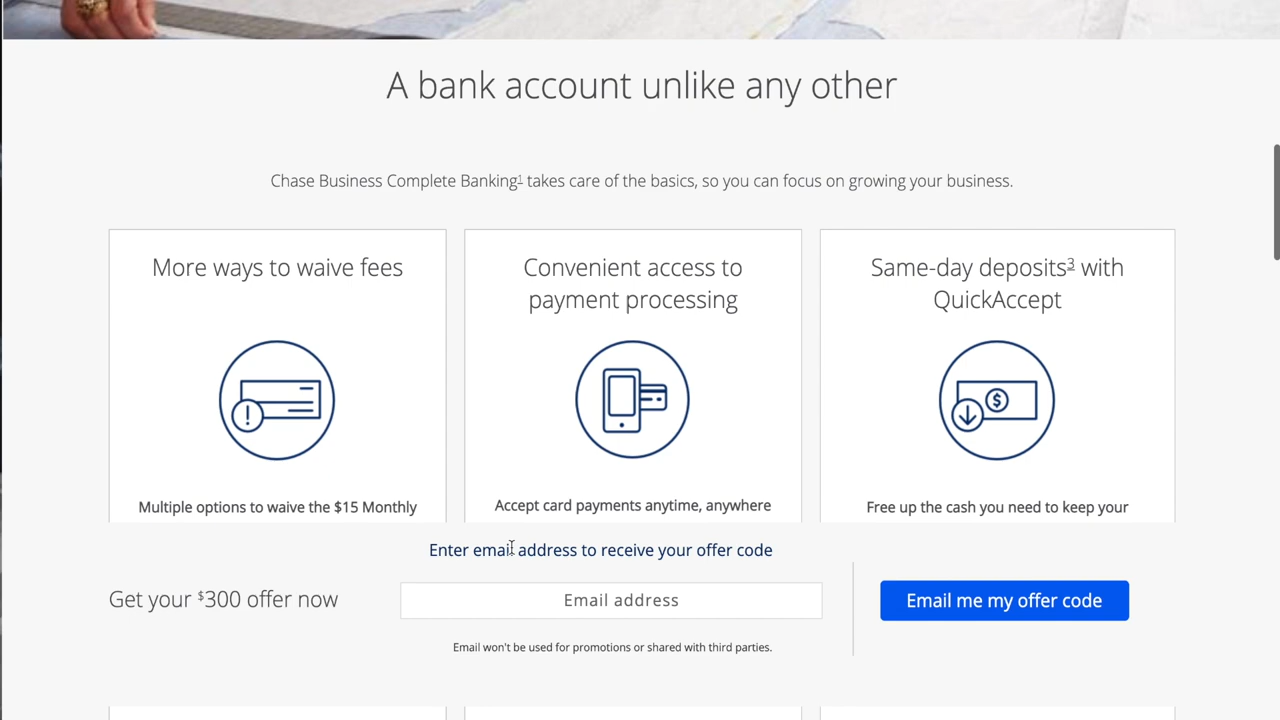 A bank account unlike any other
Chase Business Complete Banking1 takes care of the basics, so you can focus on growing your business.
More ways to waive fees
Multiple options to waive the $15 Monthly
Convenient access to
payment processing
Accept card payments anytime, anywhere
Same-day deposits3 with
QuickAccept
$
Free up the cash you need to keep your
Enter email address to receive your offer code
Get your $300 offer now
Email address
Email me my offer code
Email won't be used for promotions or shared with third parties.